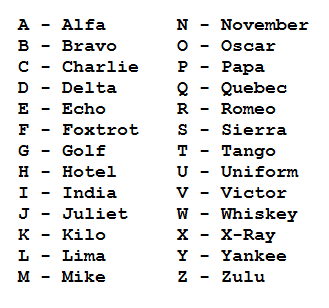 A - Alfa
B - Bravo
C - Charlie
D - Delta
E - Echo
F - Foxtrot
G - Golf
H - Hotel
I - India
J - Juliet
K - Kilo
L - Lima
M - Mike
N - November
O - Oscar
P - Papa
Q - Quebec
R - Romeo
S - Sierra
T - Tango
U - Uniform
V - Victor
W - Whiskey
X - X-Ray
Y - Yankee
Z - Zulu